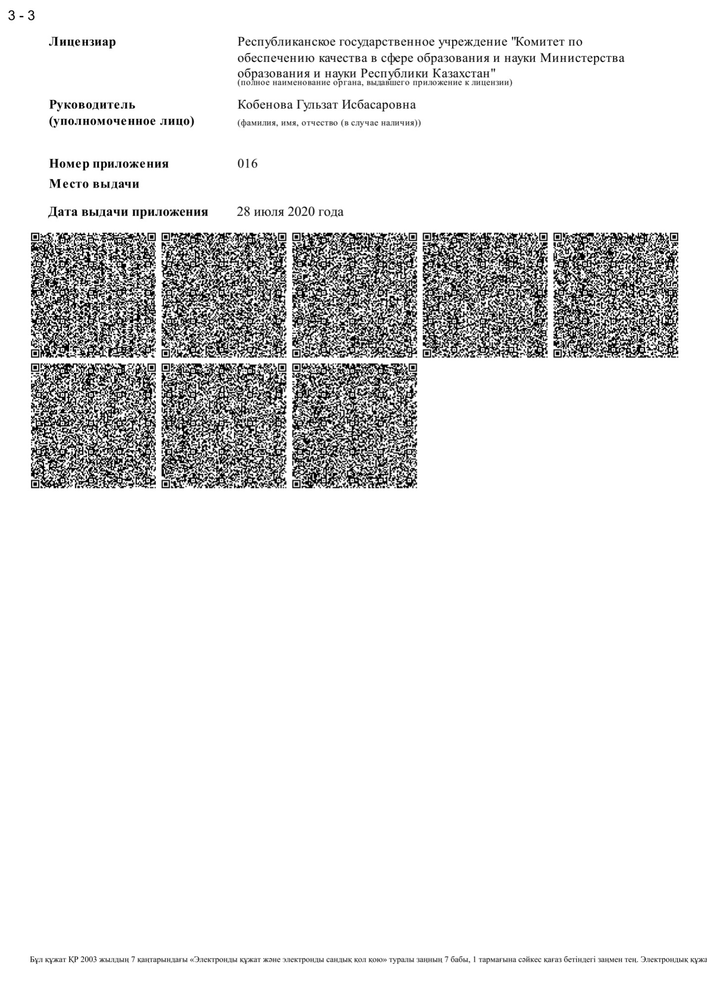 3 - 3
Лицензиар
Республиканское государственное учреждение "Комитет по
обеспечению качества в сфере образования и науки Министерства
образования и науки Республики Казахстан"
(полное наименование органа, выдавшего приложение к лицензии)
Руководитель
(уполномоченное лицо)
Кобенова Гульзат Исбасаровна
(фамилия, имя, отчество (в случае наличия))
Номер приложения
016
Место выдачи
Дата выдачи приложения
28 июля 2020 года
Бұл құжат ҚР 2003 жылдың 7 қаңтарындағы «Электронды құжат және электронды сандық қол қою» туралы заңның 7 бабы, 1 тармағына сәйкес қағаз бетіндегі заңмен тең. Электрондық